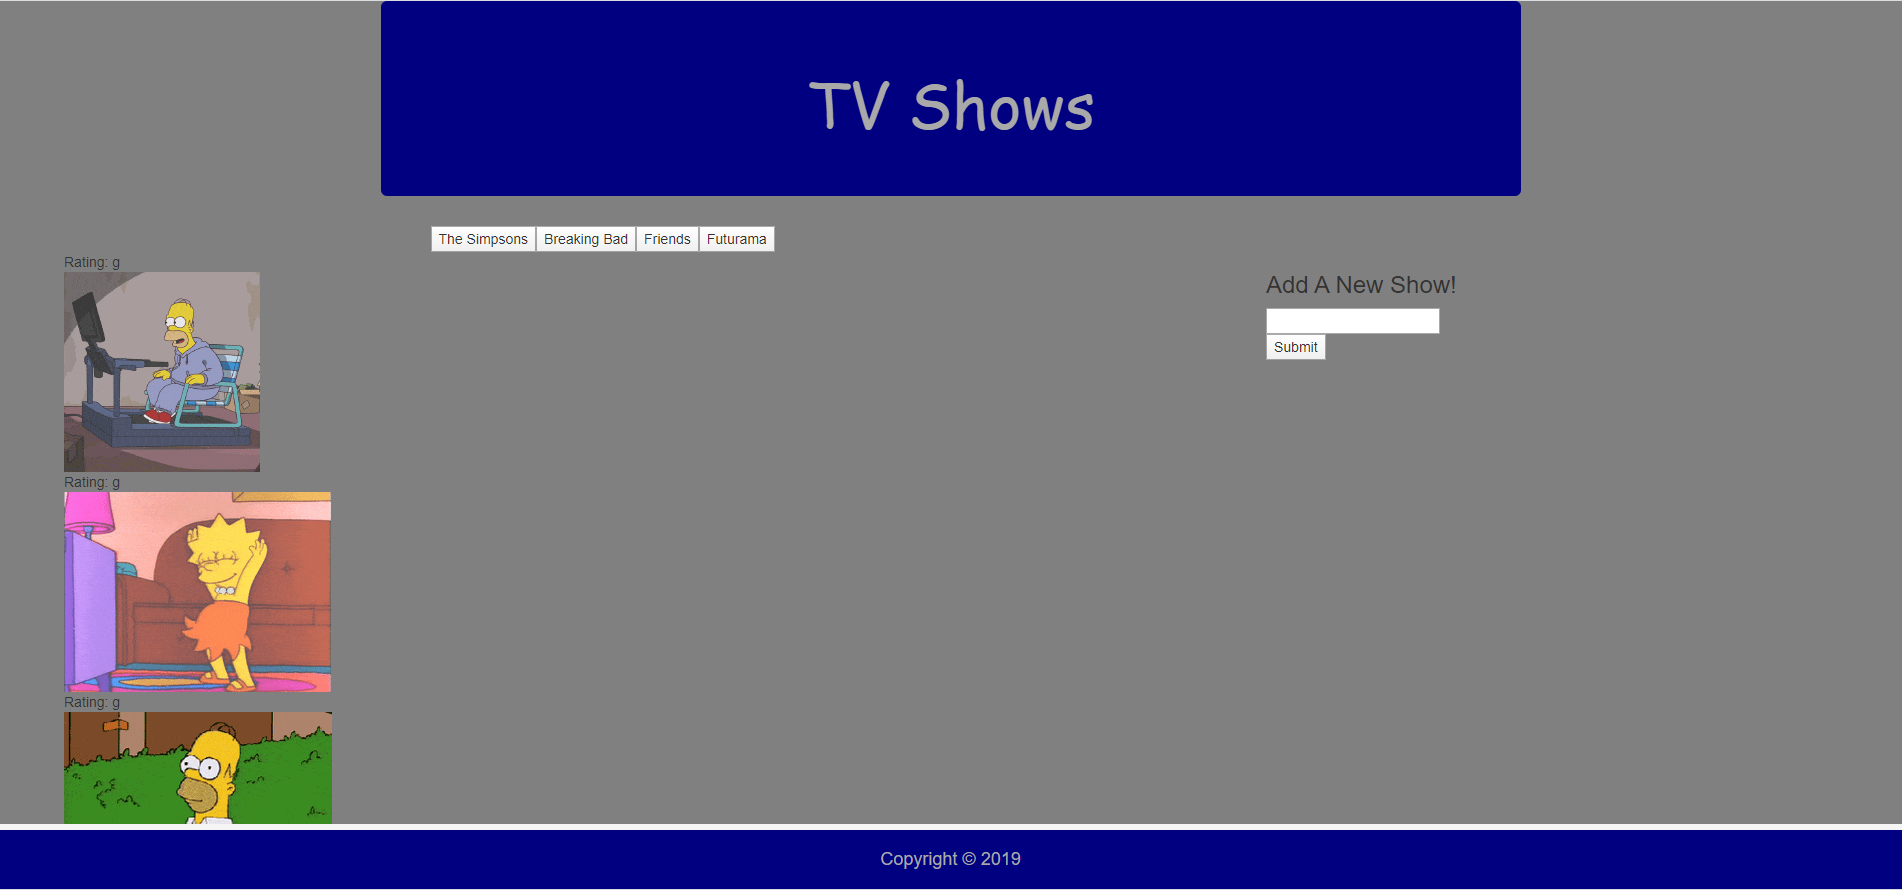 TV Shows
The Simpsons Breaking Bad Friends Futurama
Rating: g
Add A New Show!
Submit
Rating: g
Rating: g
Copyright © 2019